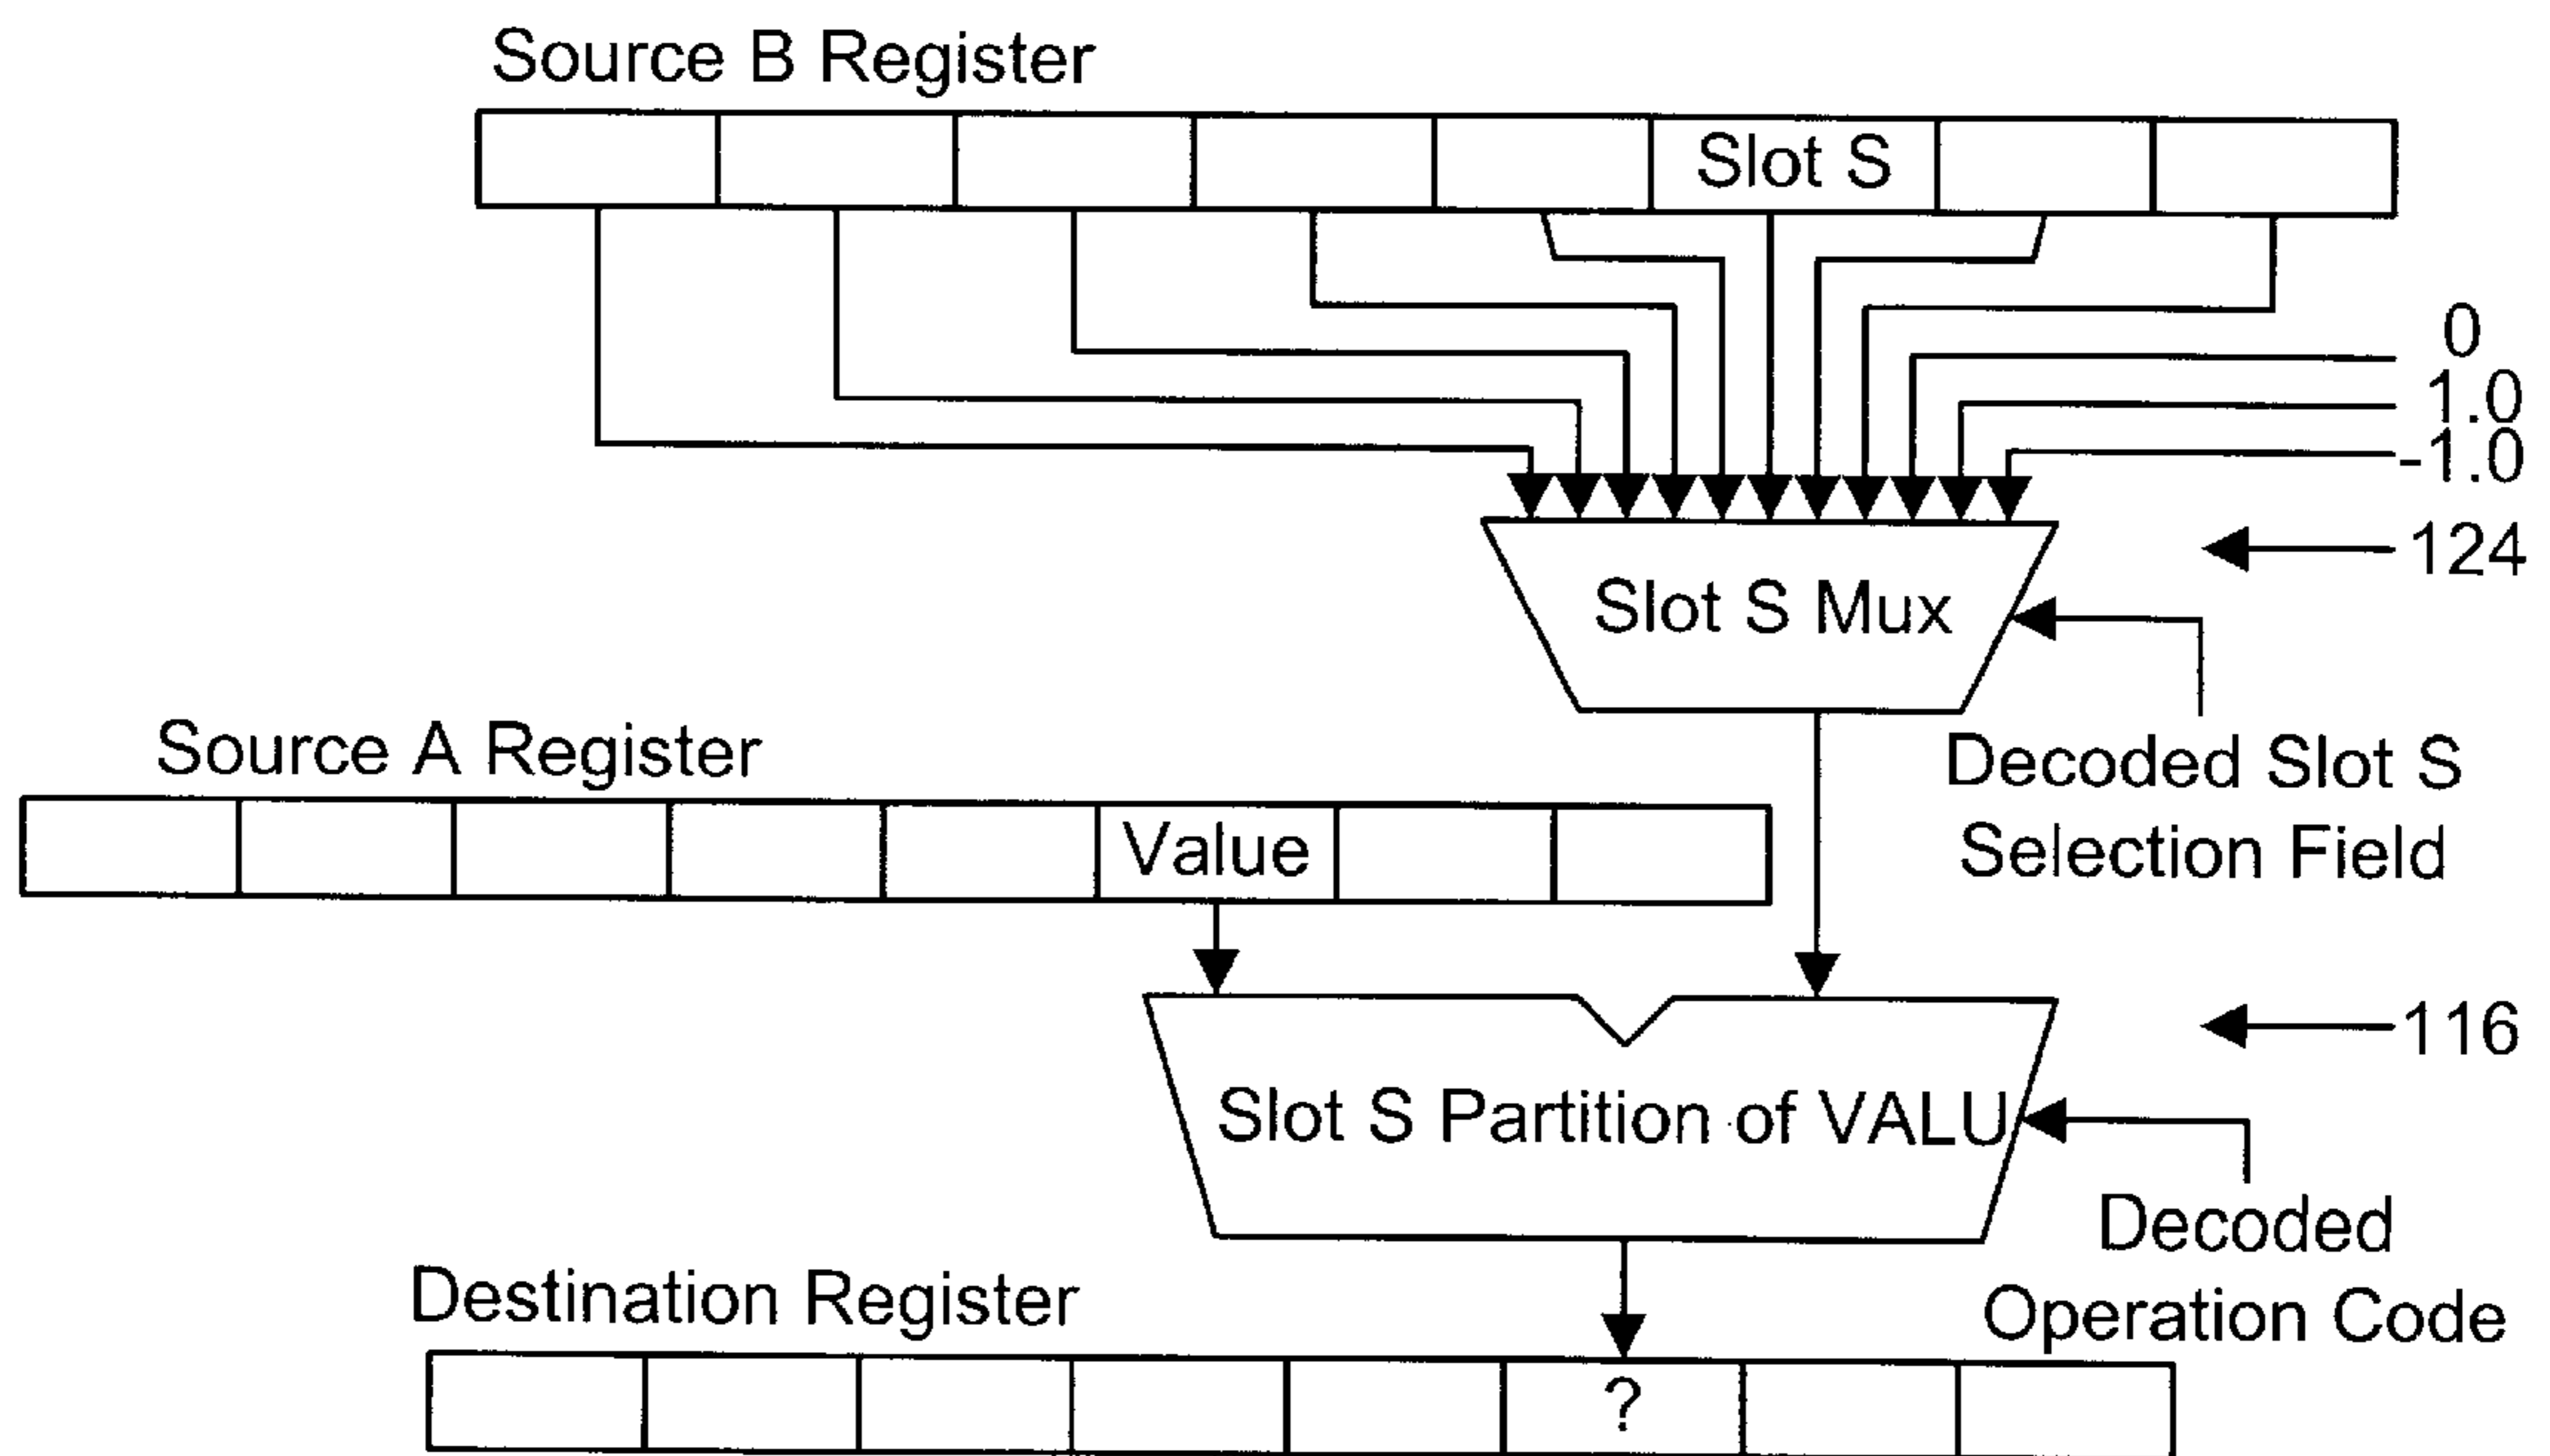 Source B Register
Slot S
0
1.0
-1.0
124
Slot S Mux
Decoded Slot S
Selection Field
Source A Register
Value
116
Slot S Partition of VALU
Decoded
Operation Code
Destination Register
?